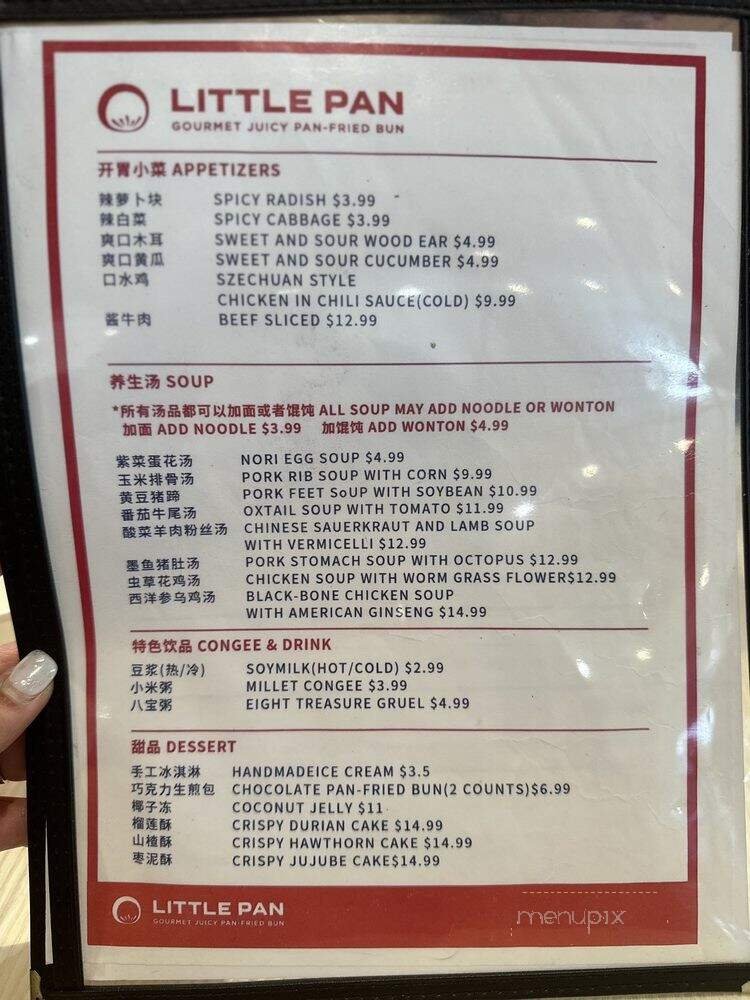 LITTLE PAN
GOURMET JUICY PAN-FRIED BUN
开胃小菜 APPETIZERS
辣萝卜块 SPICY RADISH $3.99
辣白菜 SPICY CABBAGE $3.99
爽口木耳 SWEET AND SOUR WOOD EAR $4.99
爽口黄瓜 SWEET AND SOUR CUCUMBER $4.99
口水鸡 SZECHUAN STYLE
CHICKEN IN CHILI SAUCE(COLD) $9.99
酱牛肉 BEEF SLICED $12.99
养生汤 SOUP
*所有汤品都可以加面或者馄饨 ALL SOUP MAY ADD NOODLE OR WONTON
加面 ADD NOODLE $3.99 加馄饨 ADD WONTON $4.99
紫菜蛋花汤 NORI EGG SOUP $4.99
玉米排骨汤 PORK RIB SOUP WITH CORN $9.99
黄豆猪蹄 PORK FEET SoUP WITH SOYBEAN $10.99
番茄牛尾汤 OXTAIL SOUP WITH TOMATO $11.99
酸菜羊肉粉丝汤 CHINESE SAUERKRAUT AND LAMB SOUP
WITH VERMICELLI $12.99
墨鱼猪肚汤 PORK STOMACH SOUP WITH OCTOPUS $12.99
虫草花鸡汤 CHICKEN SOUP WITH WORM GRASS FLOWER$12.99
西洋参乌鸡汤 BLACK-BONE CHICKEN SOUP
WITH AMERICAN GINSENG $14.99
特色饮品 CONGEE & DRINK
豆浆(热/冷) SOYMILK(HOT/COLD) $2.99
小米粥 MILLET CONGEE $3.99
八宝粥 EIGHT TREASURE GRUEL $4.99
甜品 DESSERT
手工冰淇淋 HANDMADEICE CREAM $3.5
巧克力生煎包 CHOCOLATE PAN-FRIED BUN(2 COUNTS)$6.99
椰子冻 COCONUT JELLY $11
榴莲酥 CRISPY DURIAN CAKE $14.99
山楂酥 CRISPY HAWTHORN CAKE $14.99
枣泥酥 CRISPY JUJUBE CAKE$14.99
LITTLE PAN
GOURMET JUICY PAN-FRIED BUN
menupix